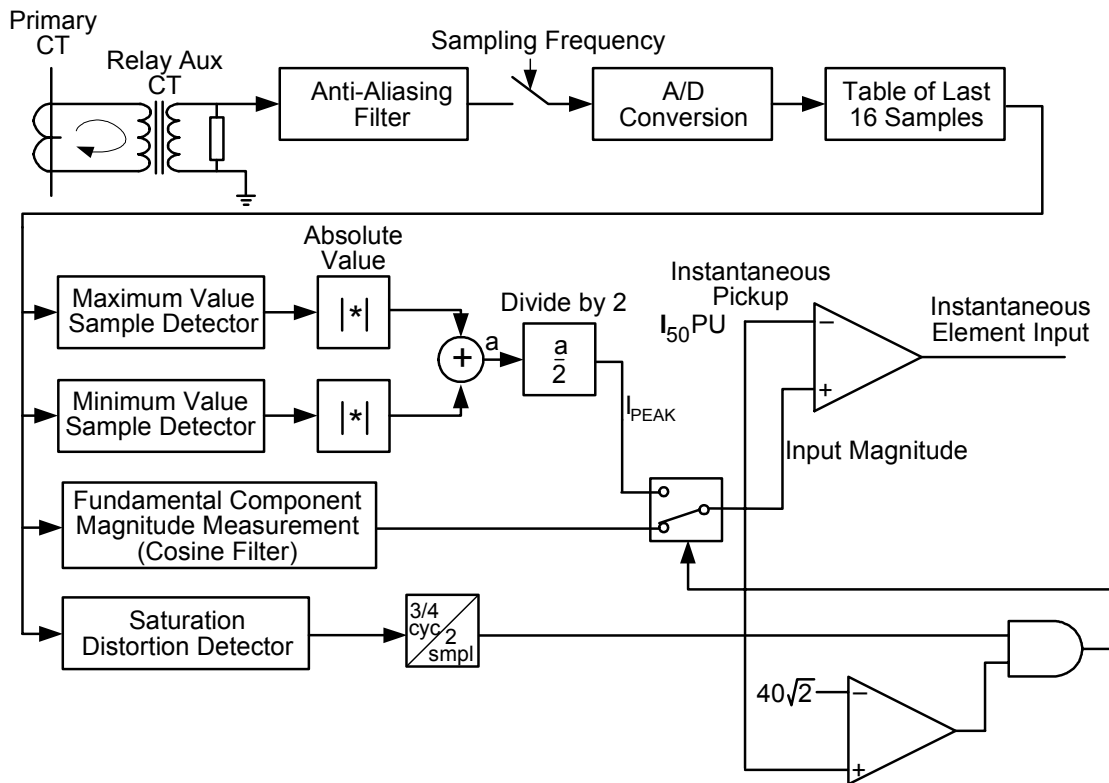 Primary
CT
Relay Aux
CT
Sampling Frequency
Anti-Aliasing
Filter
A/D
Conversion
Table of Last
16 Samples
Absolute
Value
Maximum Value
Sample Detector
|*|
Divide by 2
+
a
a
2
Instantaneous
Pickup
I50PU
−
+
Instantaneous
Element Input
Minimum Value
Sample Detector
|*|
IPEAK
Input Magnitude
Fundamental Component
Magnitude Measurement
(Cosine Filter)
Saturation
Distortion Detector
3/4
cyc
2
smpl
40√2
−
+